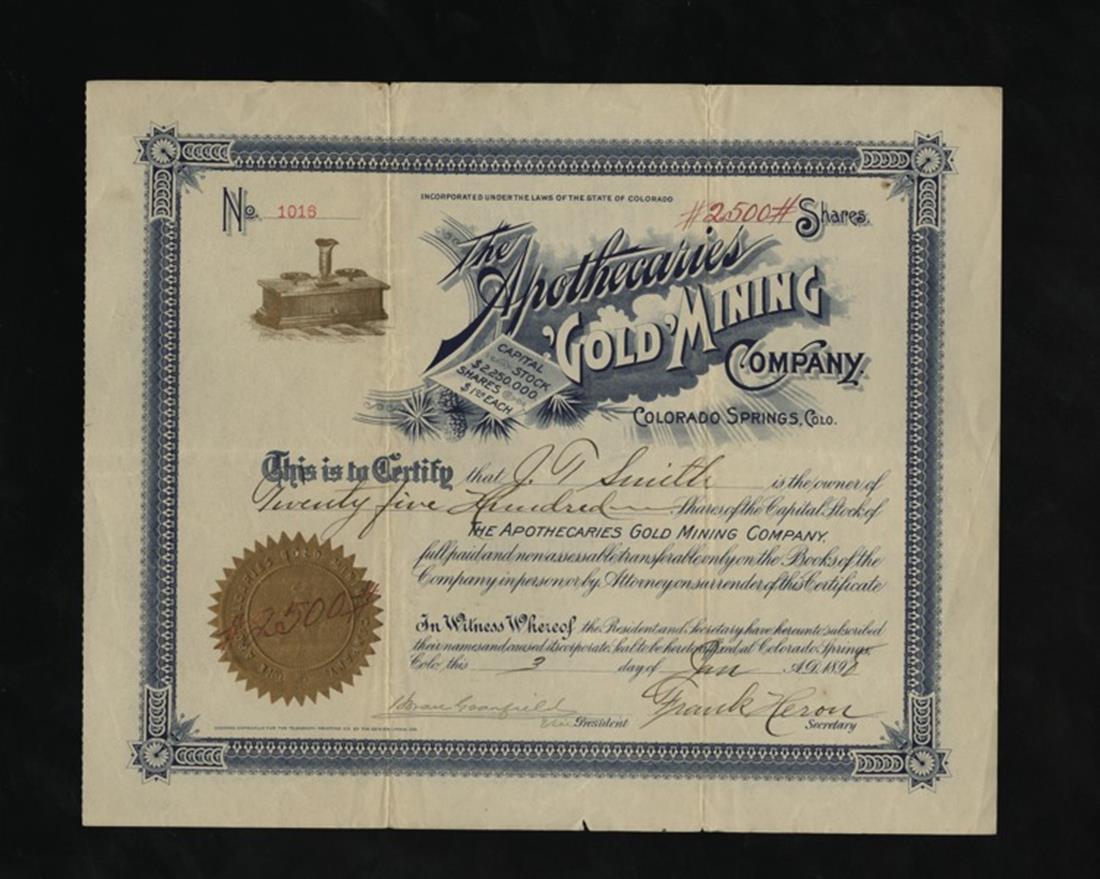 INCORPORATED UNDER THE LAWS OF THE STATE OF COLORADO
No. 1016
#2500# Shares.
The
Apothecaries
'GOLD' MINING
COMPANY.
CAPITAL
STOCK
$2,250,000
SHARES
$1.00 EACH
COLORADO SPRINGS, COLO.
This is to Certify that J. T. Smith is the owner of
Twenty five Hundred Shares of the Capital Stock of
THE APOTHECARIES GOLD MINING COMPANY.
full paid and non assessable transferable only on the Books of the
Company in person or by Attorney on surrender of this Certificate
#2500#
In Witness Whereof the President and Secretary have hereunto subscribed
their names and caused its corporate Seal to be hereto affixed at Colorado Springs,
Colo. this 3 day of Jan A.D. 189
Vice President
Frank Heron
Secretary